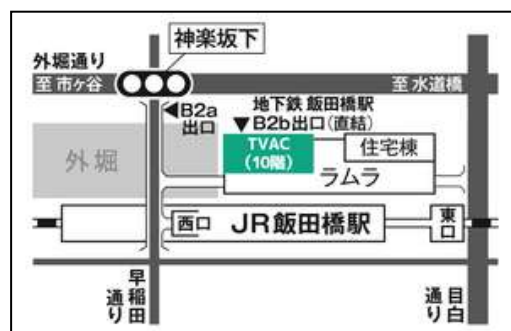 神楽坂下
外堀通り
至 市ヶ谷
至 水道橋
地下鉄 飯田橋駅
◀B2a
出口
▼B2b出口(直結)
TVAC
(10階)
住宅棟
外堀
ラムラ
西口
JR飯田橋駅
東口
早稲田通り
目白通り